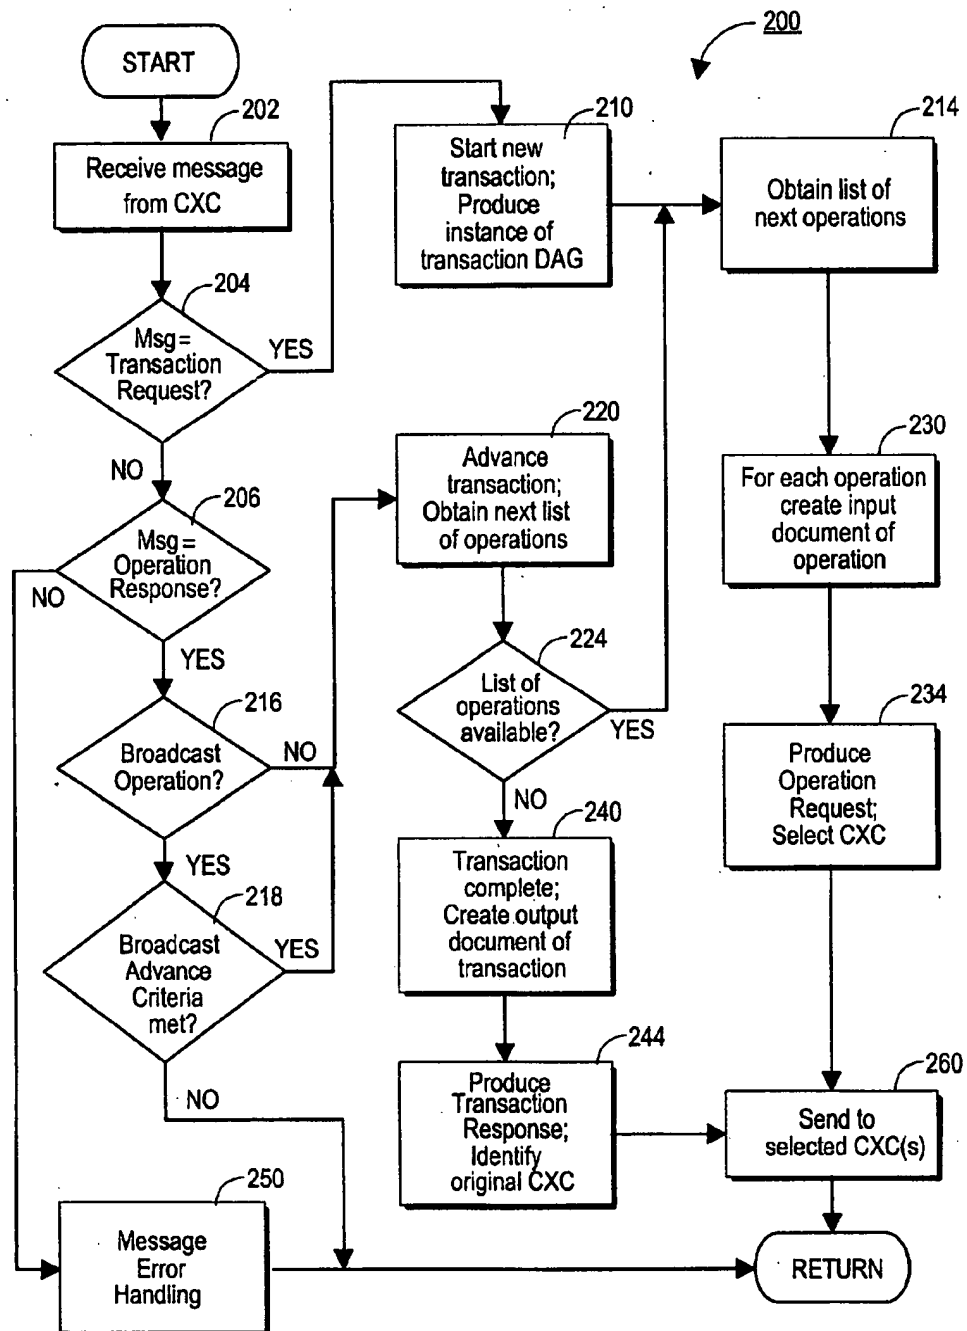 200
START
202
Receive message
from CXC
204
Msg=
Transaction
Request?
YES
NO
206
Msg=
Operation
Response?
NO
YES
216
Broadcast
Operation?
NO
YES
218
Broadcast
Advance
Criteria
met?
YES
NO
250
Message
Error
Handling
210
Start new
transaction;
Produce
instance of
transaction DAG
220
Advance
transaction;
Obtain next list
of operations
224
List of
operations
available?
YES
NO
240
Transaction
complete;
Create output
document of
transaction
244
Produce
Transaction
Response;
Identify
original CXC
214
Obtain list of
next operations
230
For each operation
create input
document of
operation
234
Produce
Operation
Request;
Select CXC
260
Send to
selected CXC(s)
RETURN